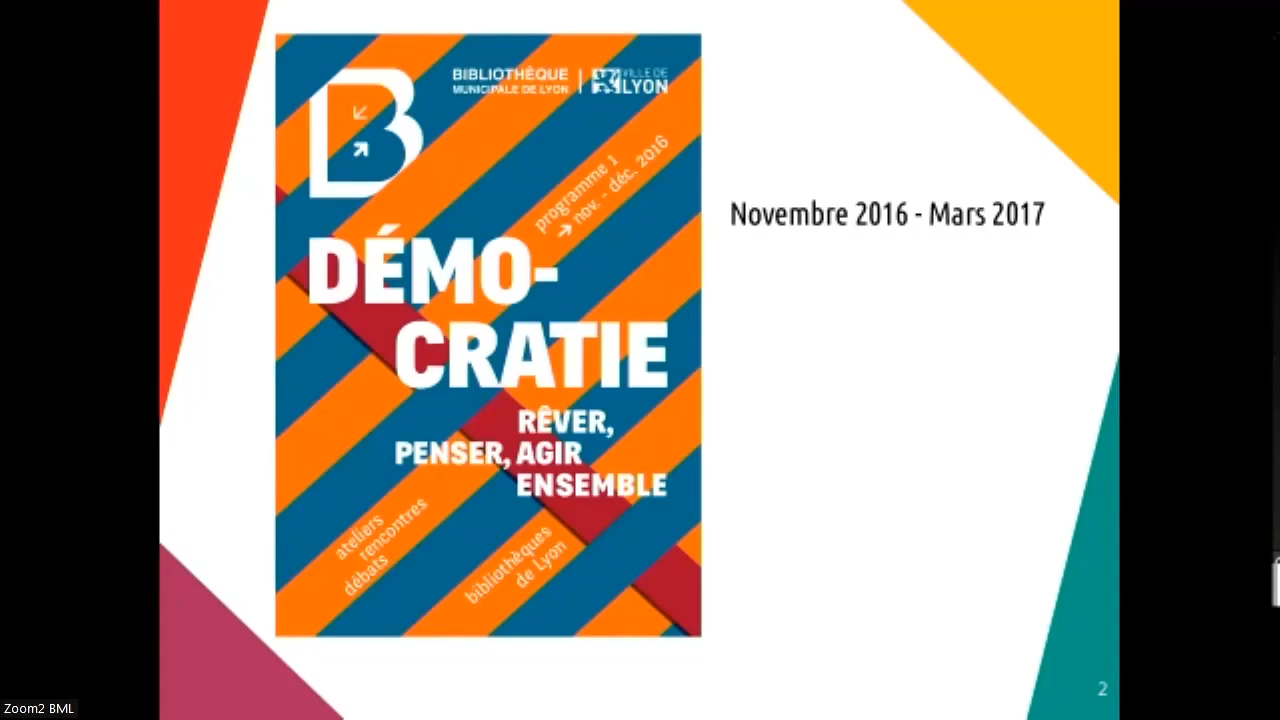 BIBLIOTHÈQUE
MUNICIPALE DE LYON
VILLE DE
LYON
B
programme 1
→ nov. - déc. 2016
DÉMO-
CRATIE
RÊVER,
PENSER, AGIR
ENSEMBLE
ateliers
rencontres
débats
bibliothèques
de Lyon
Novembre 2016 - Mars 2017
2
Zoom2 BML